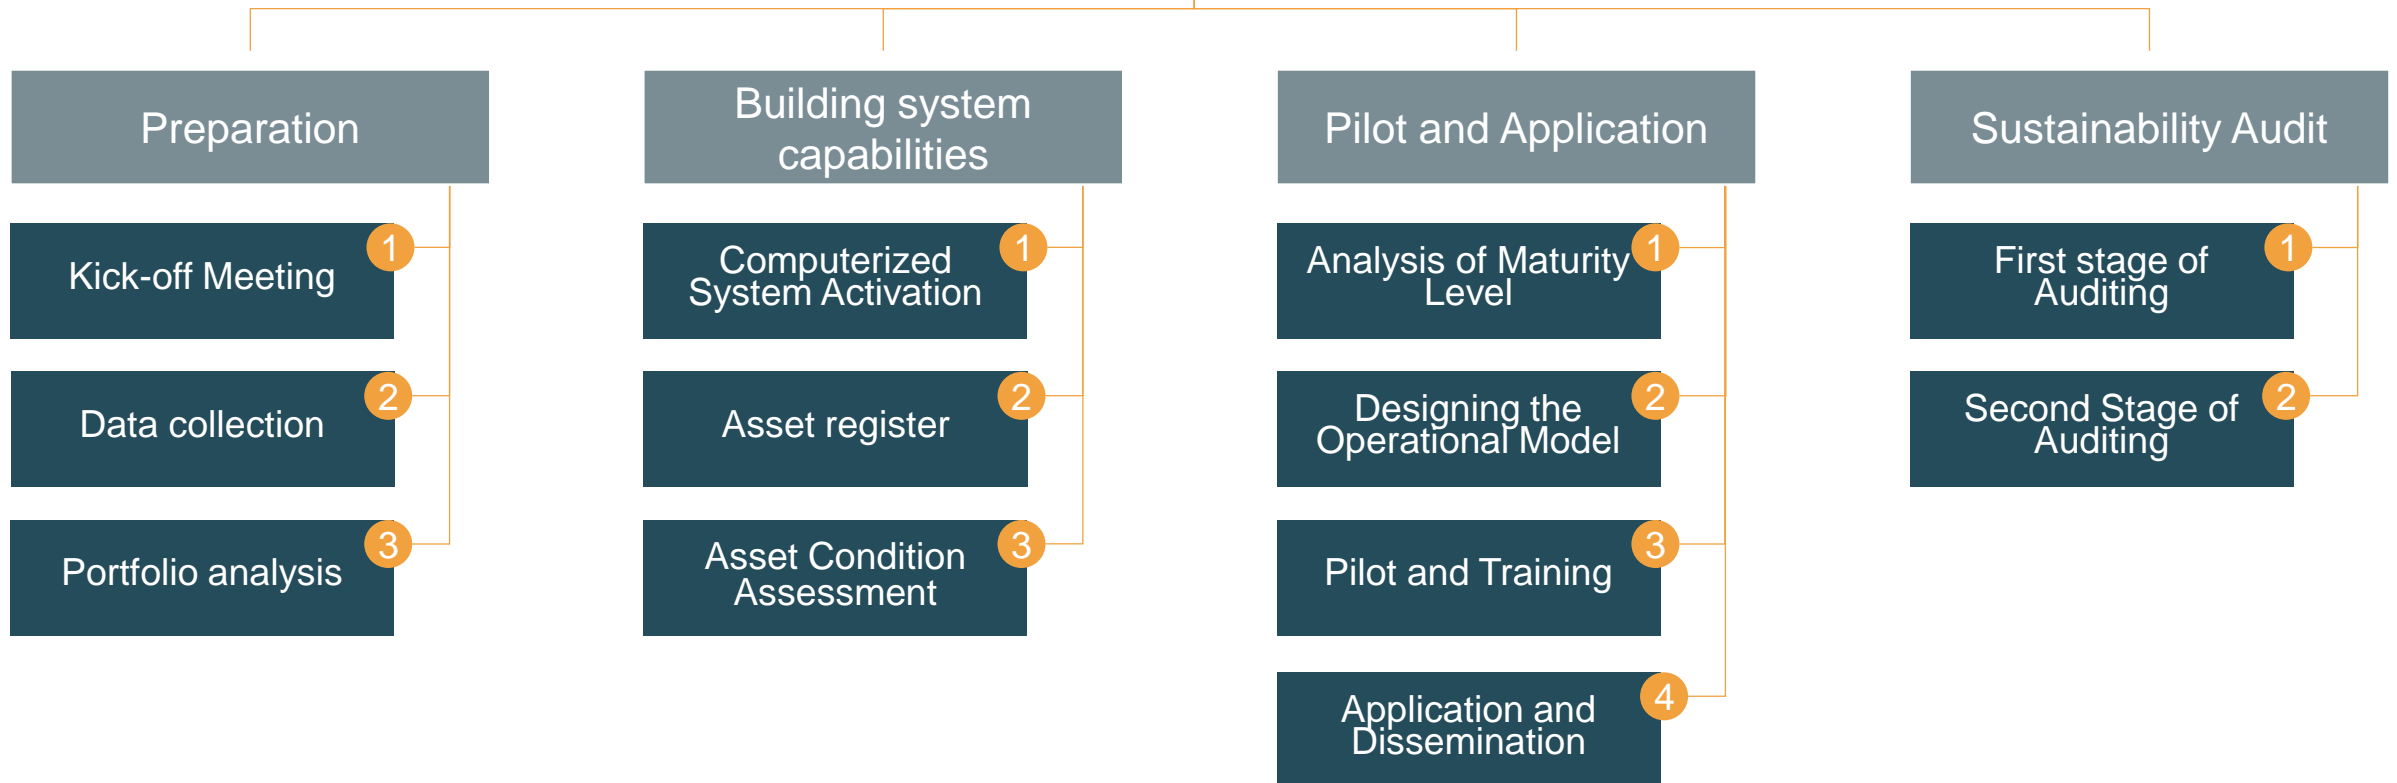 Preparation
1
Kick-off Meeting
2
Data collection
3
Portfolio analysis
Building system
capabilities
1
Computerized
System Activation
2
Asset register
3
Asset Condition
Assessment
Pilot and Application
1
Analysis of Maturity
Level
2
Designing the
Operational Model
3
Pilot and Training
4
Application and
Dissemination
Sustainability Audit
1
First stage of
Auditing
2
Second Stage of
Auditing